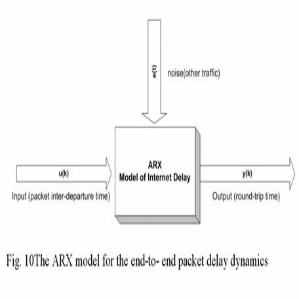 noise(other traffic)
ARX
Model of Internet Delay
u(k)
y(k)
Input (packet inter-departure time)
Output (round-trip time)
Fig. 10The ARX model for the end-to- end packet delay dynamics